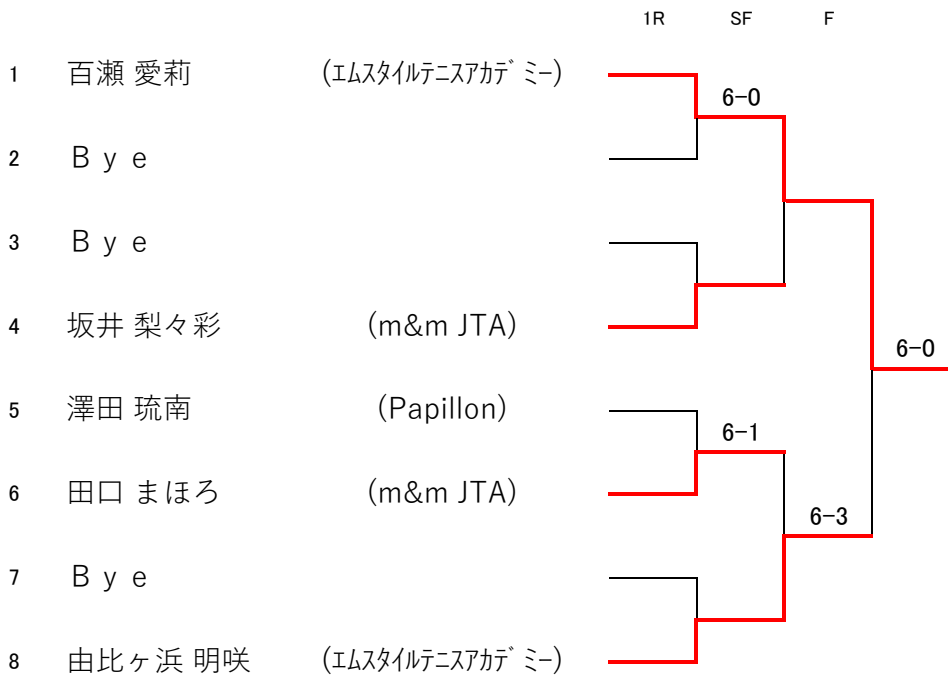 1R SF F
1 百瀬 愛莉 (ｴﾑｽﾀｲﾙﾃﾆｽｱｶﾃﾞﾐｰ)
6-0
2 Ｂｙｅ
3 Ｂｙｅ
4 坂井 梨々彩 (m&m JTA)
6-0
5 澤田 琉南 (Papillon)
6-1
6 田口 まほろ (m&m JTA)
6-3
7 Ｂｙｅ
8 由比ヶ浜 明咲 (ｴﾑｽﾀｲﾙﾃﾆｽｱｶﾃﾞﾐｰ)